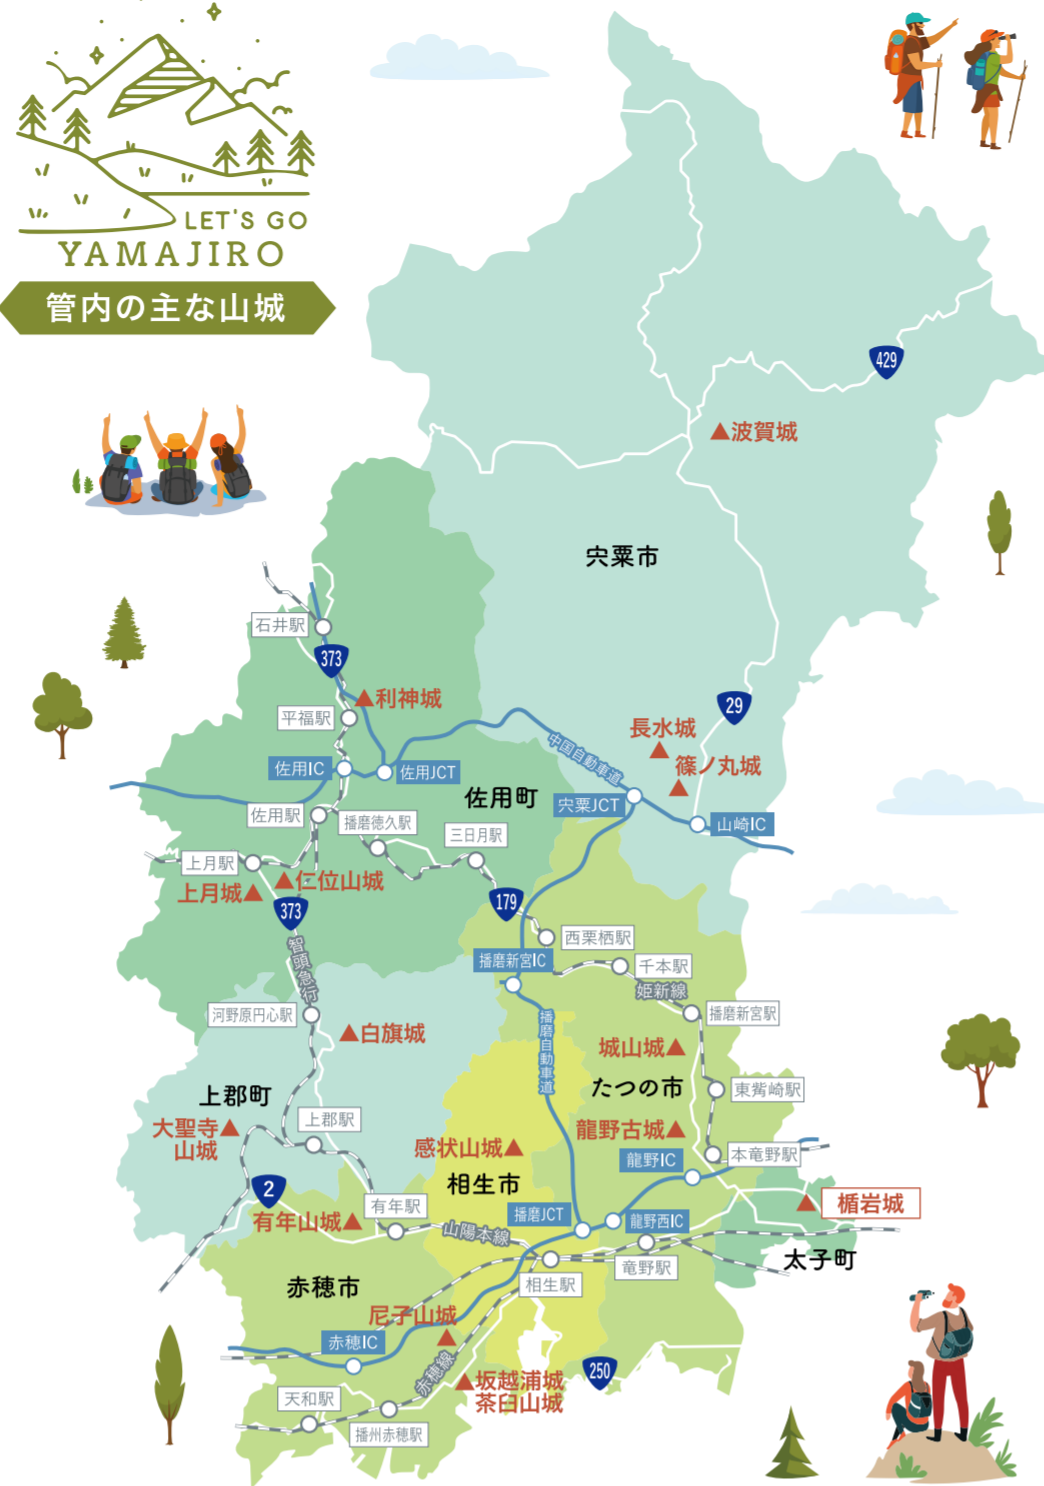 LET'S GO
YAMAJIRO
管内の主な山城
429
波賀城
宍粟市
石井駅
373
利神城
平福駅
29
長水城
篠ノ丸城
中国自動車道
佐用IC
佐用JCT
佐用町
宍粟JCT
山崎IC
佐用駅
播磨徳久駅
三日月駅
上月駅
上月城
仁位山城
373
179
智頭急行
西栗栖駅
播磨新宮IC
千本駅
姫新線
河野原円心駅
播磨新宮駅
白旗城
播磨自動車道
城山城
たつの市
東觜崎駅
上郡町
上郡駅
大聖寺
山城
龍野古城
感状山城
龍野IC
本竜野駅
相生市
2
有年駅
有年山城
播磨JCT
龍野西IC
楯岩城
山陽本線
太子町
竜野駅
相生駅
赤穂市
尼子山城
赤穂IC
赤穂線
250
坂越浦城
茶臼山城
天和駅
播州赤穂駅